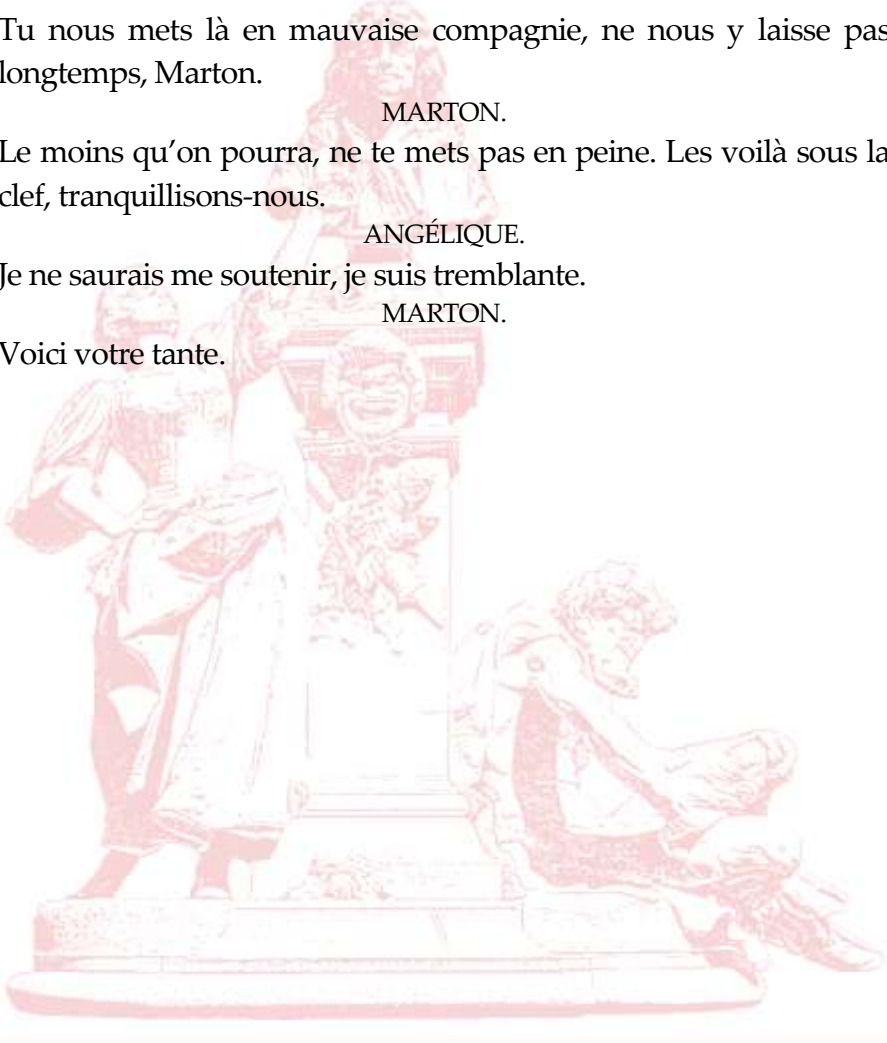 Tu nous mets là en mauvaise compagnie, ne nous y laisse pas
longtemps, Marton.
MARTON.
Le moins qu’on pourra, ne te mets pas en peine. Les voilà sous la
clef, tranquillisons-nous.
ANGÉLIQUE.
Je ne saurais me soutenir, je suis tremblante.
MARTON.
Voici votre tante.